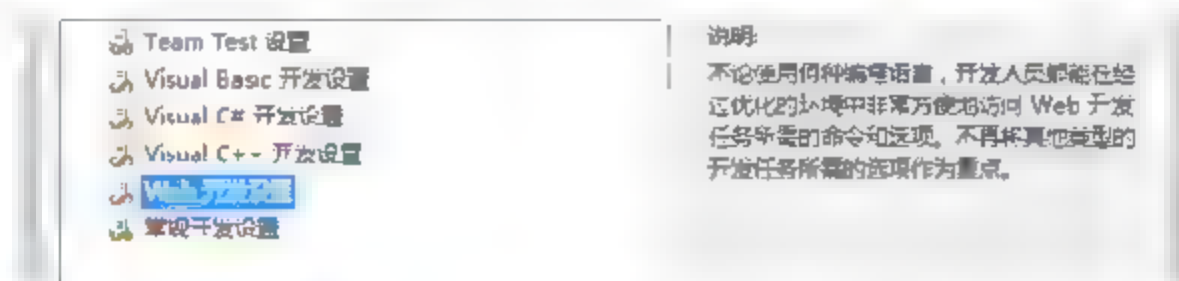 Team Test 设置
Visual Basic 开发设置
Visual C# 开发设置
Visual C++ 开发设置
Web 开发设置
常规开发设置
说明:
不论使用何种编程语言，开发人员都能在经
过优化的环境中非常方便地访问 Web 开发
任务所需的命令和选项。不再将其他类型的
开发任务所需的选项作为重点。